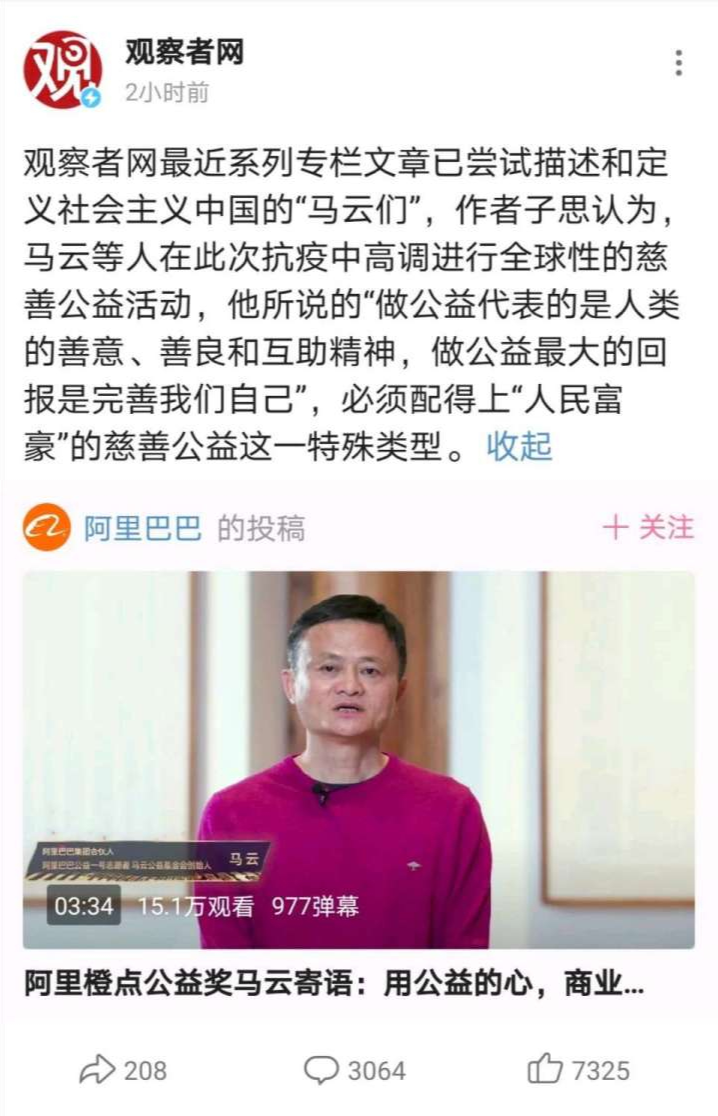 观
观察者网
2小时前
观察者网最近系列专栏文章已尝试描述和定
义社会主义中国的“马云们”，作者子思认为，
马云等人在此次抗疫中高调进行全球性的慈
善公益活动，他所说的“做公益代表的是人类
的善意、善良和互助精神，做公益最大的回
报是完善我们自己”，必须配得上“人民富
豪”的慈善公益这一特殊类型。收起
阿里巴巴 的投稿
＋ 关注
阿里巴巴集团合伙人
阿里巴巴公益一号志愿者 马云公益基金会创始人
马云
03:34 15.1万观看 977弹幕
阿里橙点公益奖马云寄语：用公益的心，商业...
208 3064 7325